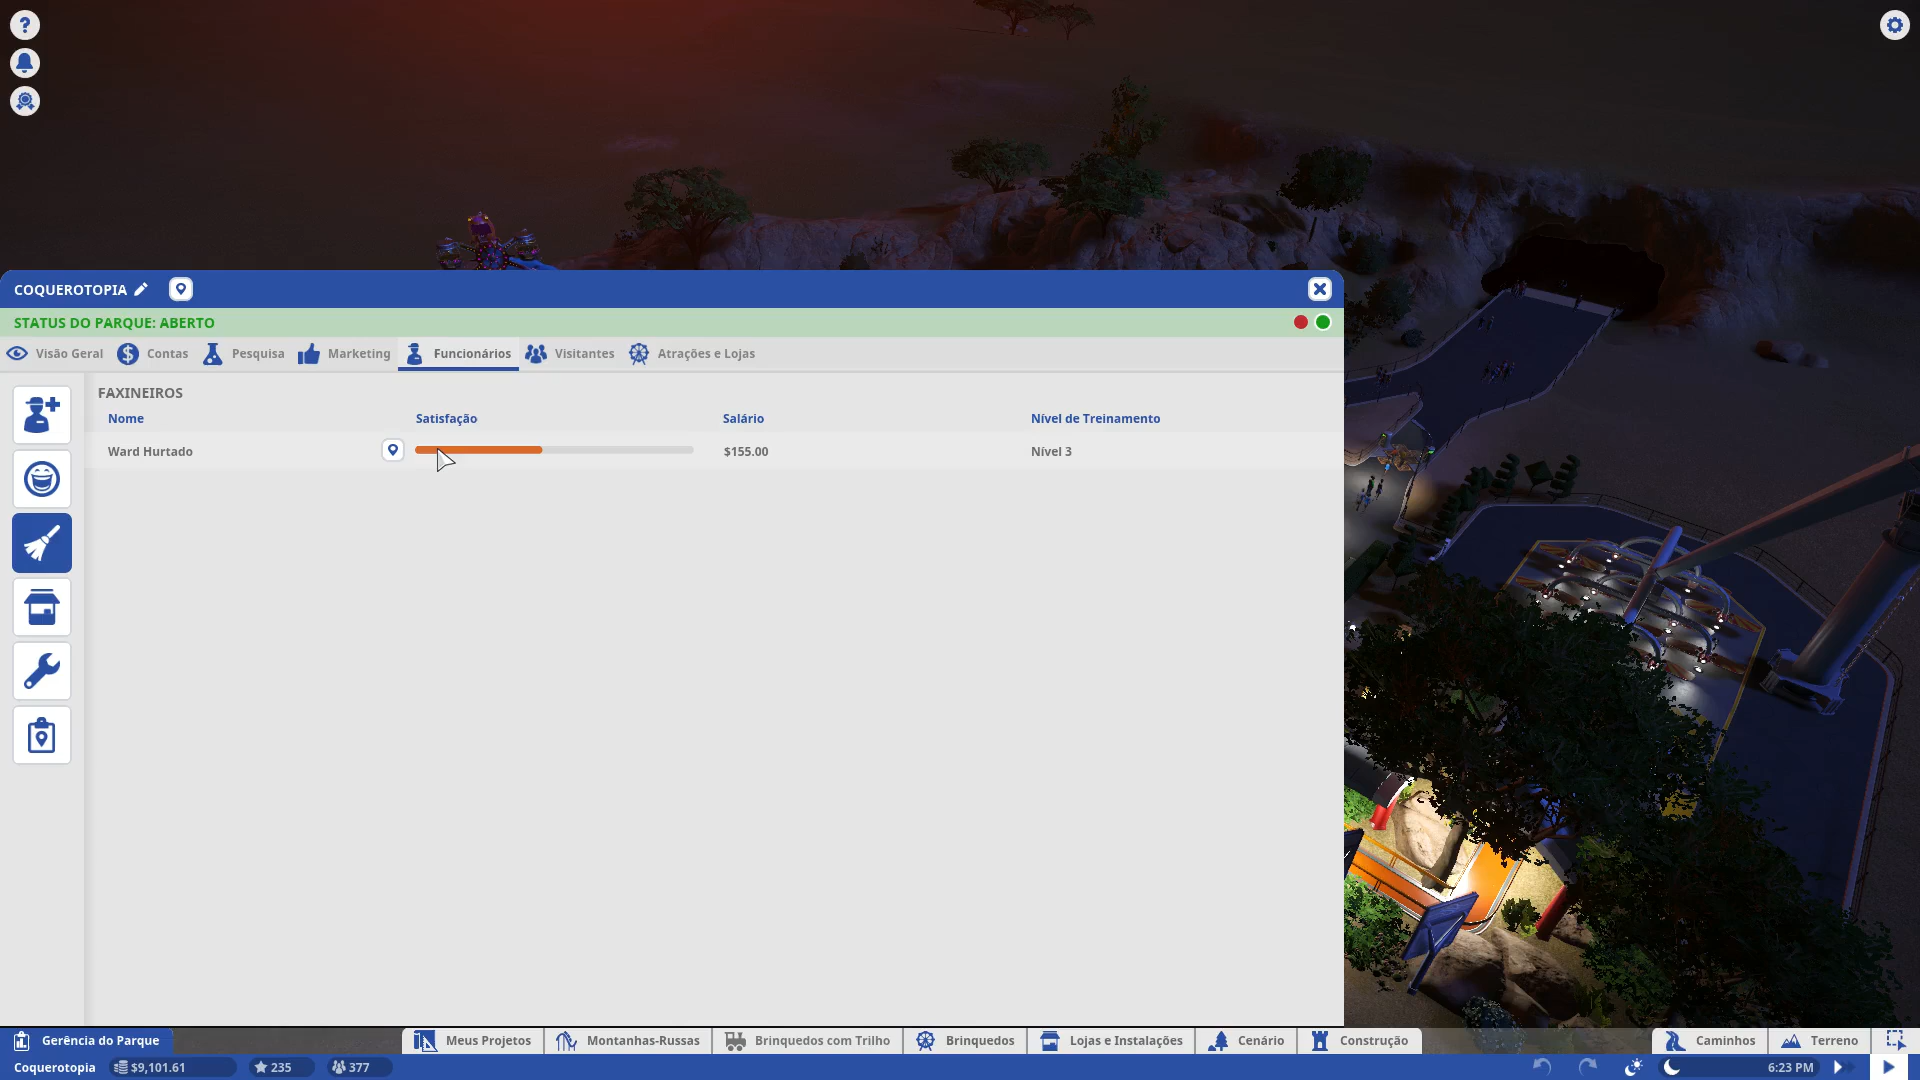 COQUEROTOPIA
STATUS DO PARQUE: ABERTO
Visão Geral
Contas
Pesquisa
Marketing
Funcionários
Visitantes
Atrações e Lojas
FAXINEIROS
Nome
Satisfação
Salário
Nível de Treinamento
Ward Hurtado
$155.00
Nível 3
Gerência do Parque
Meus Projetos
Montanhas-Russas
Brinquedos com Trilho
Brinquedos
Lojas e Instalações
Cenário
Construção
Caminhos
Terreno
Coquerotopia
$9,101.61
235
377
6:23 PM